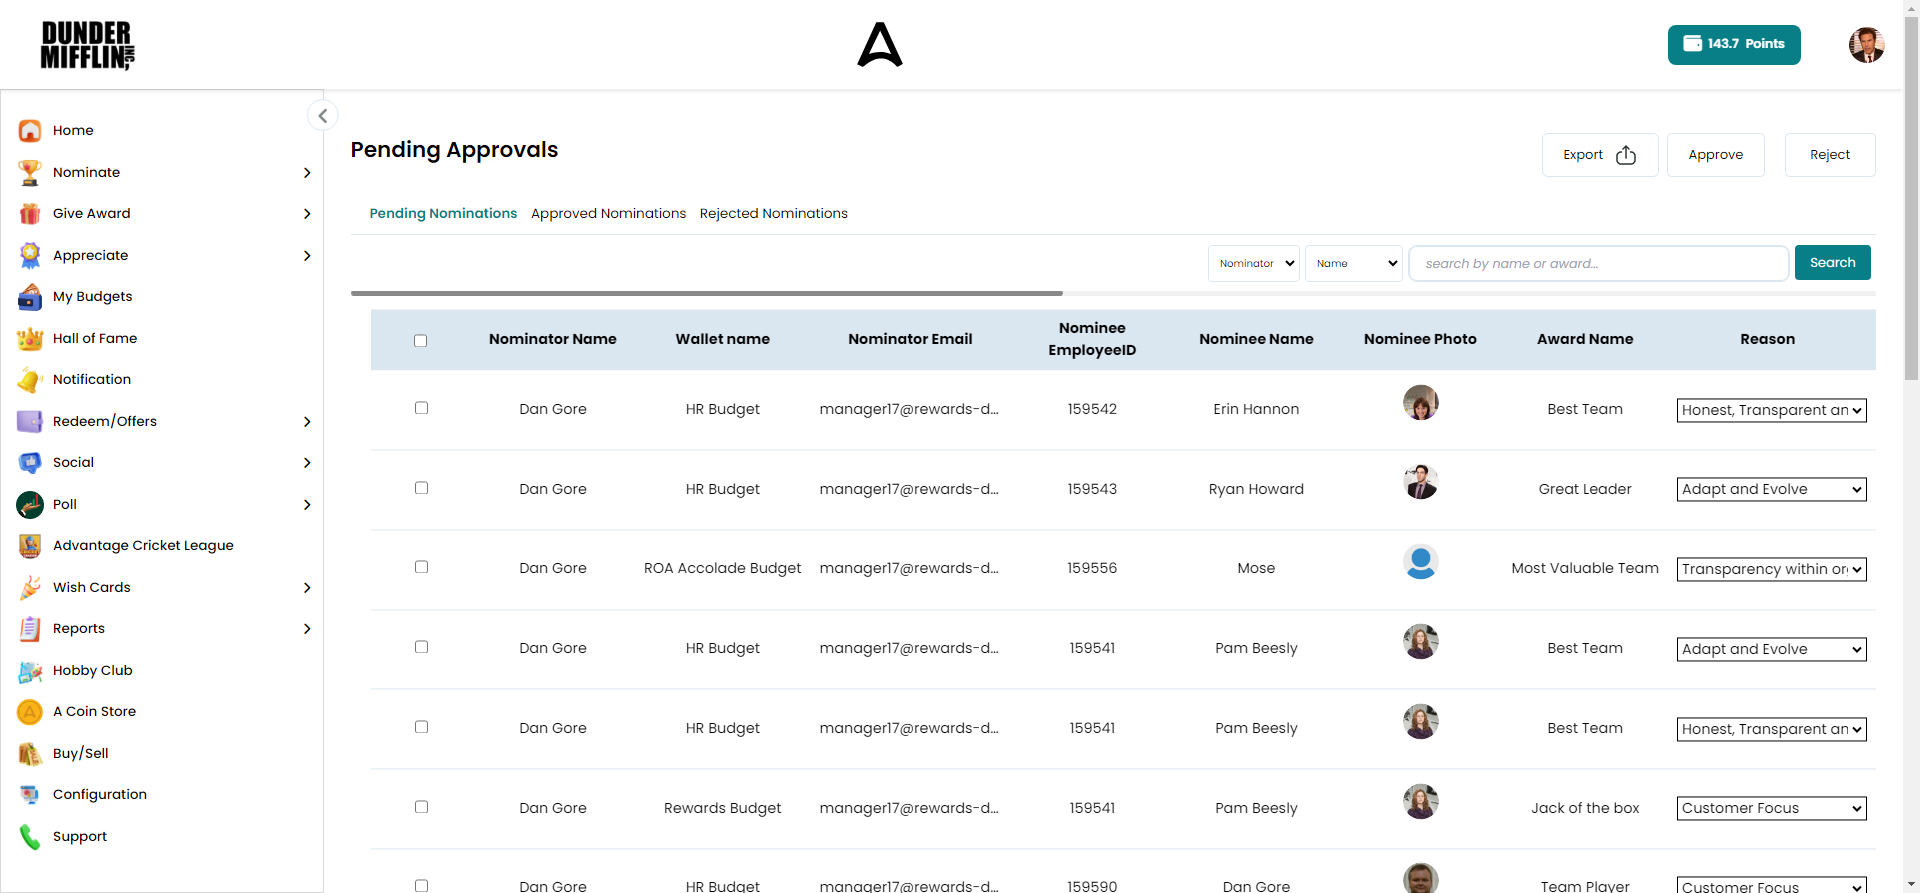 DUNDER
MIFFLIN, INC
143.7 Points
Home
Nominate
Give Award
Appreciate
My Budgets
Hall of Fame
Notification
Redeem/Offers
Social
Poll
Advantage Cricket League
Wish Cards
Reports
Hobby Club
A Coin Store
Buy/Sell
Configuration
Support
Pending Approvals
Export
Approve
Reject
Pending Nominations Approved Nominations Rejected Nominations
Nominator Name search by name or award... Search
Nominator Name Wallet name Nominator Email Nominee EmployeeID Nominee Name Nominee Photo Award Name Reason
Dan Gore HR Budget manager17@rewards-d... 159542 Erin Hannon Best Team Honest, Transparent an
Dan Gore HR Budget manager17@rewards-d... 159543 Ryan Howard Great Leader Adapt and Evolve
Dan Gore ROA Accolade Budget manager17@rewards-d... 159556 Mose Most Valuable Team Transparency within or
Dan Gore HR Budget manager17@rewards-d... 159541 Pam Beesly Best Team Adapt and Evolve
Dan Gore HR Budget manager17@rewards-d... 159541 Pam Beesly Best Team Honest, Transparent an
Dan Gore Rewards Budget manager17@rewards-d... 159541 Pam Beesly Jack of the box Customer Focus
Dan Gore HR Budget manager17@rewards-d... 159590 Dan Gore Team Player Customer Focus